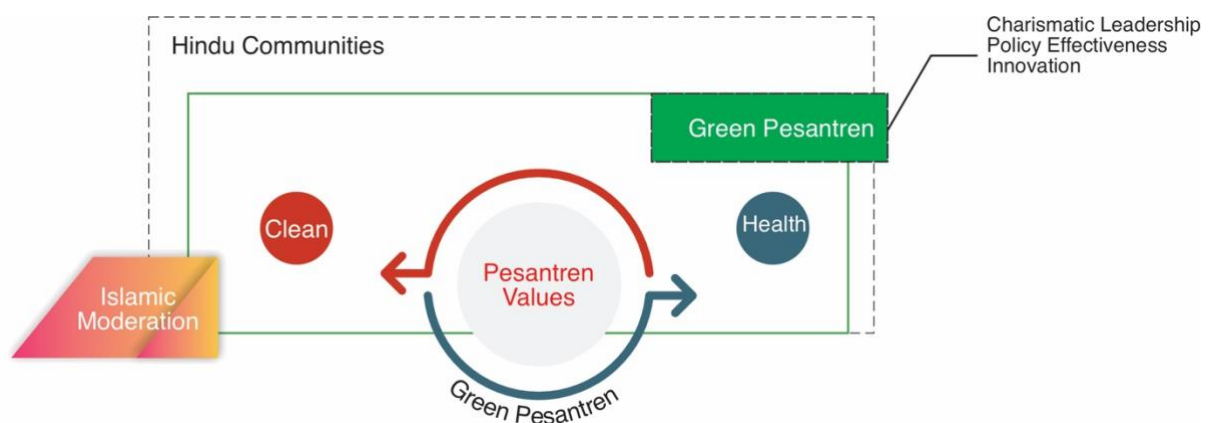 Hindu Communities
Charismatic Leadership
Policy Effectiveness
Innovation
Green Pesantren
Clean
Health
Pesantren
Values
Islamic
Moderation
Green Pesantren